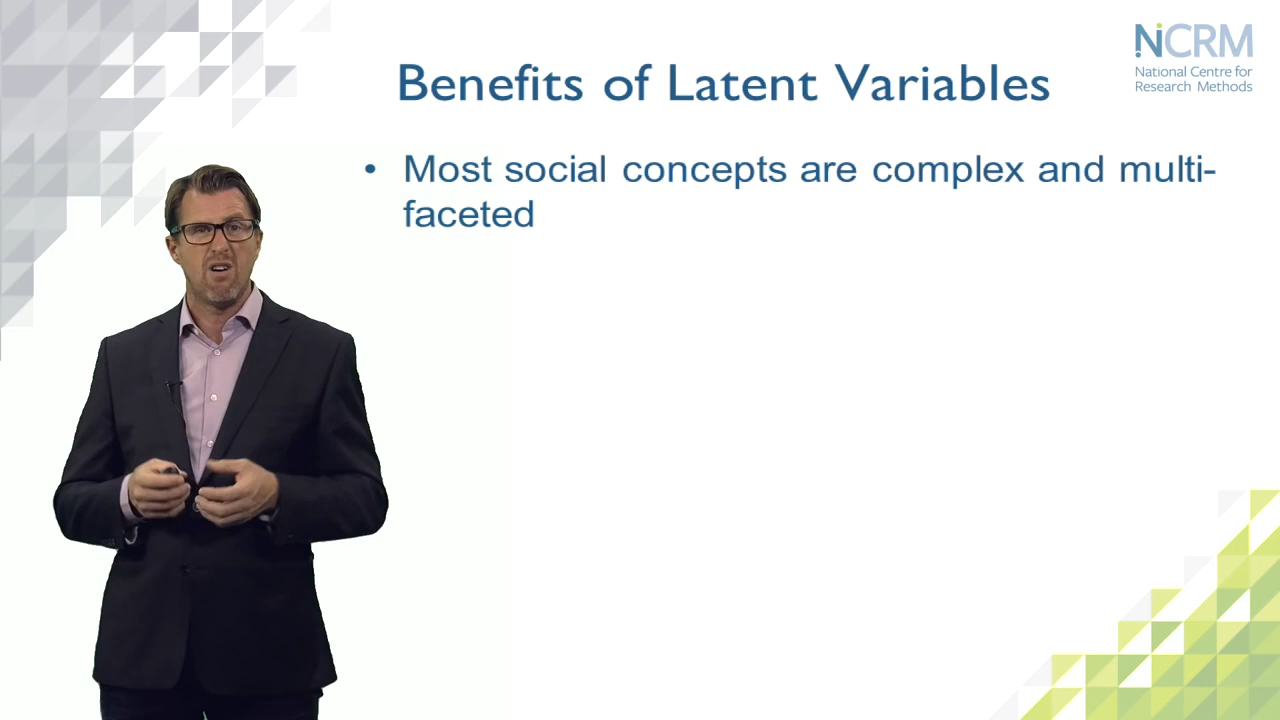 NCRM
National Centre for
Research Methods
Benefits of Latent Variables
• Most social concepts are complex and multi-
faceted